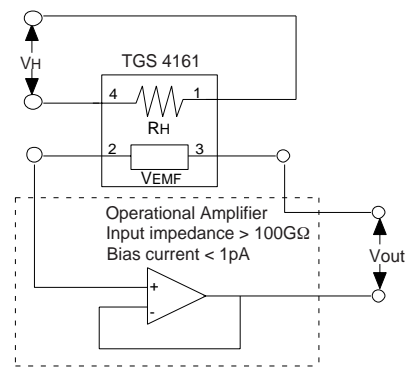 TGS 4161
VH
4
1
RH
2
3
VEMF
Operational Amplifier
Input impedance > 100GΩ
Bias current < 1pA
Vout
+
-